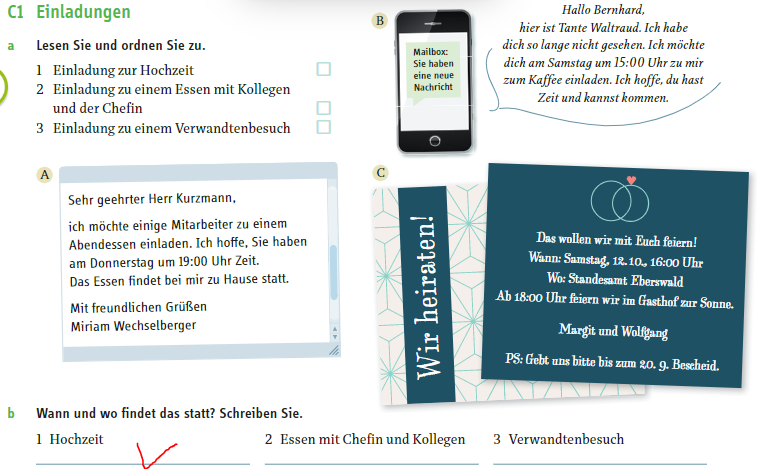 C1 Einladungen
a Lesen Sie und ordnen Sie zu.
1 Einladung zur Hochzeit
2 Einladung zu einem Essen mit Kollegen
und der Chefin
3 Einladung zu einem Verwandtenbesuch
A
Sehr geehrter Herr Kurzmann,
ich möchte einige Mitarbeiter zu einem
Abendessen einladen. Ich hoffe, Sie haben
am Donnerstag um 19:00 Uhr Zeit.
Das Essen findet bei mir zu Hause statt.
Mit freundlichen Grüßen
Miriam Wechselberger
B
Mailbox:
Sie haben
eine neue
Nachricht
Hallo Bernhard,
hier ist Tante Waltraud. Ich habe
dich so lange nicht gesehen. Ich möchte
dich am Samstag um 15:00 Uhr zu mir
zum Kaffee einladen. Ich hoffe, du hast
Zeit und kannst kommen.
C
Wir heiraten!
Das wollen wir mit Euch feiern!
Wann: Samstag, 12.10., 16:00 Uhr
Wo: Standesamt Eberswald
Ab 18:00 Uhr feiern wir im Gasthof zur Sonne.
Margit und Wolfgang
PS: Gebt uns bitte bis zum 20. 9. Bescheid.
b Wann und wo findet das statt? Schreiben Sie.
1 Hochzeit 2 Essen mit Chefin und Kollegen 3 Verwandtenbesuch